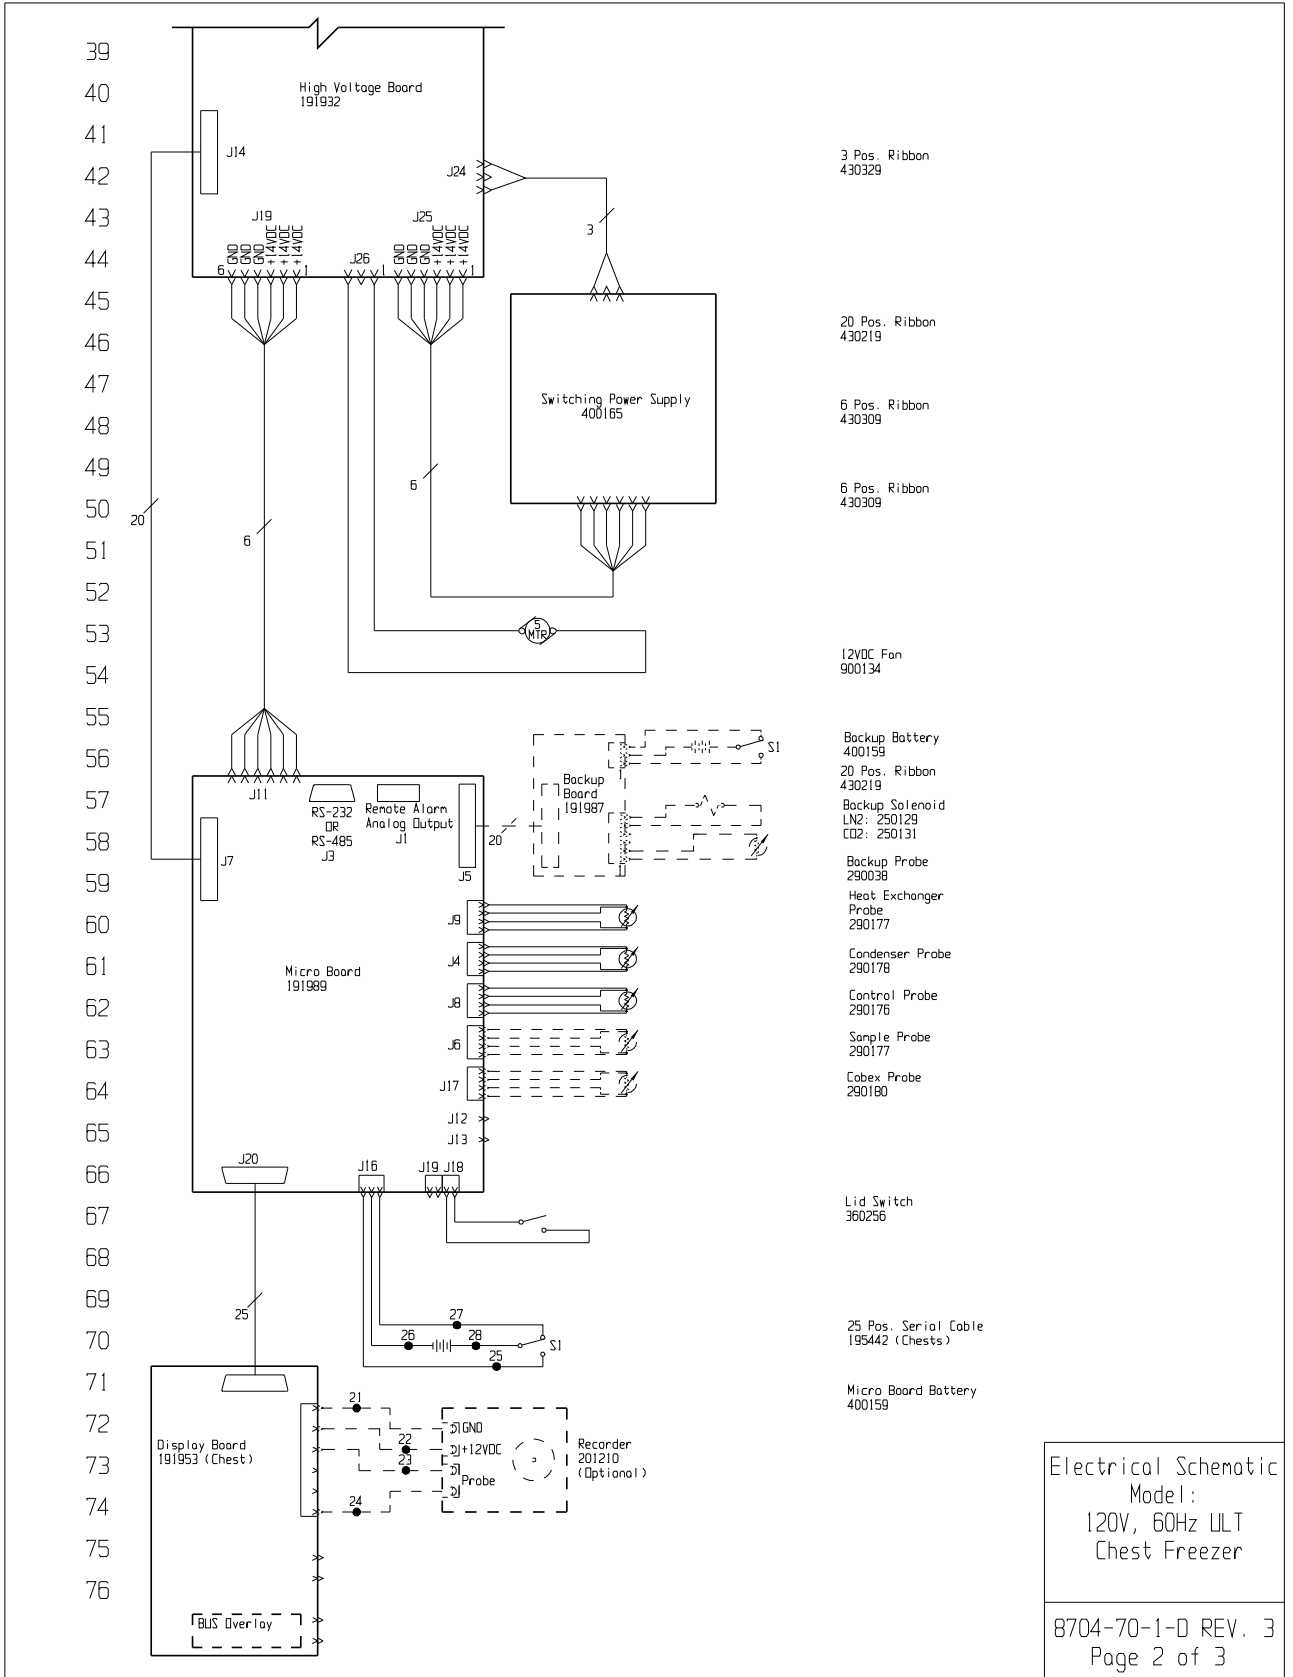 39
40
41
42
43
44
45
46
47
48
49
50
51
52
53
54
55
56
57
58
59
60
61
62
63
64
65
66
67
68
69
70
71
72
73
74
75
76
High Voltage Board
191932
J14
J24
J19
GND
GND
GND
+14VDC
+14VDC
+14VDC
6
1
J26
1
J25
GND
GND
GND
+14VDC
+14VDC
+14VDC
1
3
Switching Power Supply
400165
6
20
6
5
MTR
J11
RS-232
OR
RS-485
J3
Remote Alarm
Analog Output
J1
J5
J7
20
Backup
Board
191987
1
1
S1
J9
J4
J8
J6
J17
J12
J13
Micro Board
191989
J20
J16
J19
J18
25
27
26
28
25
S1
Display Board
191953 (Chest)
21
22
23
24
GND
+12VDC
Probe
Recorder
201210
(Optional)
BUS Overlay
3 Pos. Ribbon
430329
20 Pos. Ribbon
430219
6 Pos. Ribbon
430309
6 Pos. Ribbon
430309
12VDC Fan
900134
Backup Battery
400159
20 Pos. Ribbon
430219
Backup Solenoid
LN2: 250129
CO2: 250131
Backup Probe
290038
Heat Exchanger
Probe
290177
Condenser Probe
290178
Control Probe
290176
Sample Probe
290177
Cobex Probe
290180
Lid Switch
360256
25 Pos. Serial Cable
195442 (Chests)
Micro Board Battery
400159
Electrical Schematic
Model:
120V, 60Hz ULT
Chest Freezer
8704-70-1-D REV. 3
Page 2 of 3